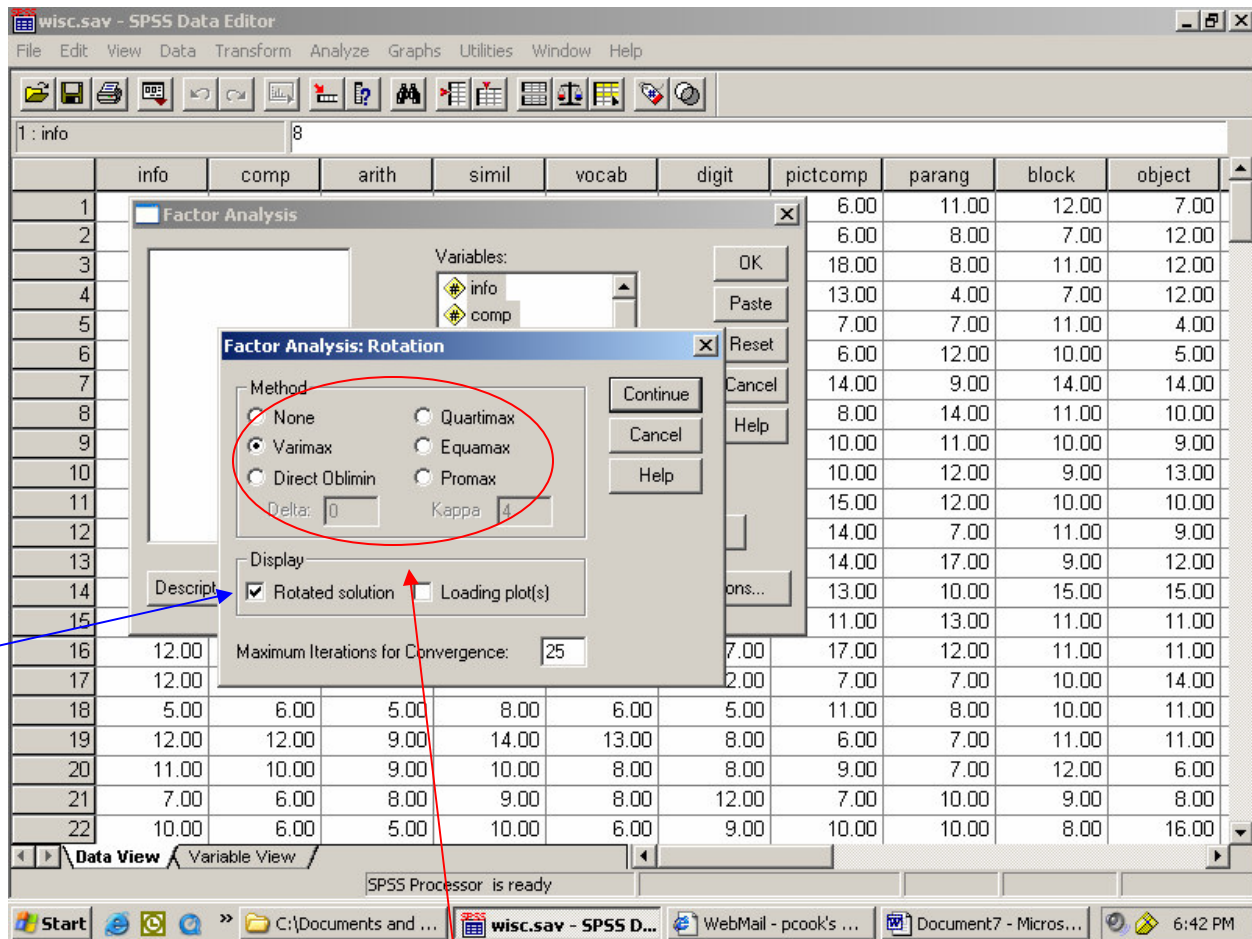 wisc.sav - SPSS Data Editor
File Edit View Data Transform Analyze Graphs Utilities Window Help
1 : info 8
info comp arith simil vocab digit pictcomp parang block object
1 6.00 11.00 12.00 7.00
2 6.00 8.00 7.00 12.00
3 18.00 8.00 11.00 12.00
4 13.00 4.00 7.00 12.00
5 7.00 7.00 11.00 4.00
6 6.00 12.00 10.00 5.00
7 14.00 9.00 14.00 14.00
8 8.00 14.00 11.00 10.00
9 10.00 11.00 10.00 9.00
10 10.00 12.00 9.00 13.00
11 15.00 12.00 10.00 10.00
12 14.00 7.00 11.00 9.00
13 14.00 17.00 9.00 12.00
14 13.00 10.00 15.00 15.00
15 11.00 13.00 11.00 11.00
16 12.00 7.00 17.00 12.00 11.00 11.00
17 12.00 2.00 7.00 7.00 10.00 14.00
18 5.00 6.00 5.00 8.00 6.00 5.00 11.00 8.00 10.00 11.00
19 12.00 12.00 9.00 14.00 13.00 8.00 6.00 7.00 11.00 11.00
20 11.00 10.00 9.00 10.00 8.00 8.00 9.00 7.00 12.00 6.00
21 7.00 6.00 8.00 9.00 8.00 12.00 7.00 10.00 9.00 8.00
22 10.00 6.00 5.00 10.00 6.00 9.00 10.00 10.00 8.00 16.00
Factor Analysis
Variables:
info
comp
OK
Paste
Reset
Cancel
Help
Descript
ons...
Factor Analysis: Rotation
Method
None Quartimax
Varimax Equamax
Direct Oblimin Promax
Delta: 0 Kappa 4
Continue
Cancel
Help
Display
Rotated solution Loading plot(s)
Maximum Iterations for Convergence: 25
Data View Variable View
SPSS Processor is ready
Start » C:\Documents and ... wisc.sav - SPSS D... WebMail - pcook's ... Document7 - Micros... 6:42 PM